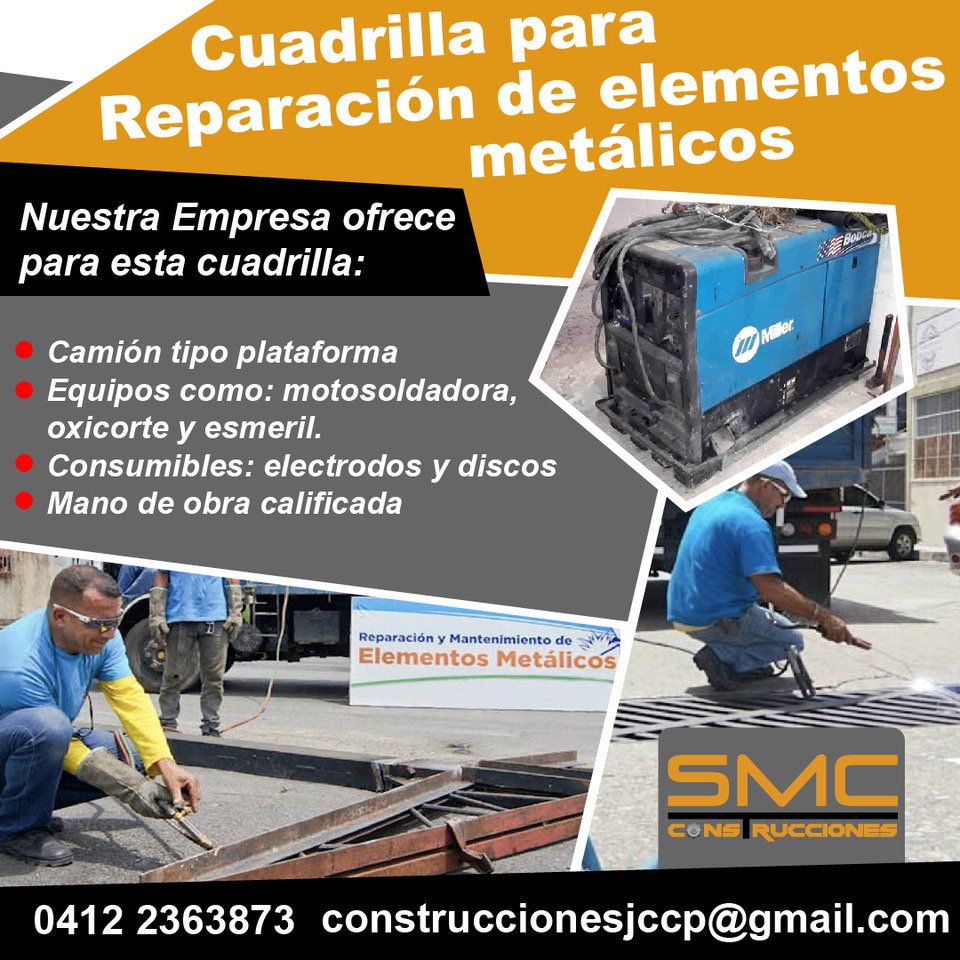 Cuadrilla para
Reparación de elementos
metálicos
Nuestra Empresa ofrece
para esta cuadrilla:
Camión tipo plataforma
Equipos como: motosoldadora,
oxicorte y esmeril.
Consumibles: electrodos y discos
Mano de obra calificada
Bobcat
Miller
Reparación y Mantenimiento de
Elementos Metálicos
SMC
CONSTRUCCIONES
0412 2363873 construccionesjccp@gmail.com